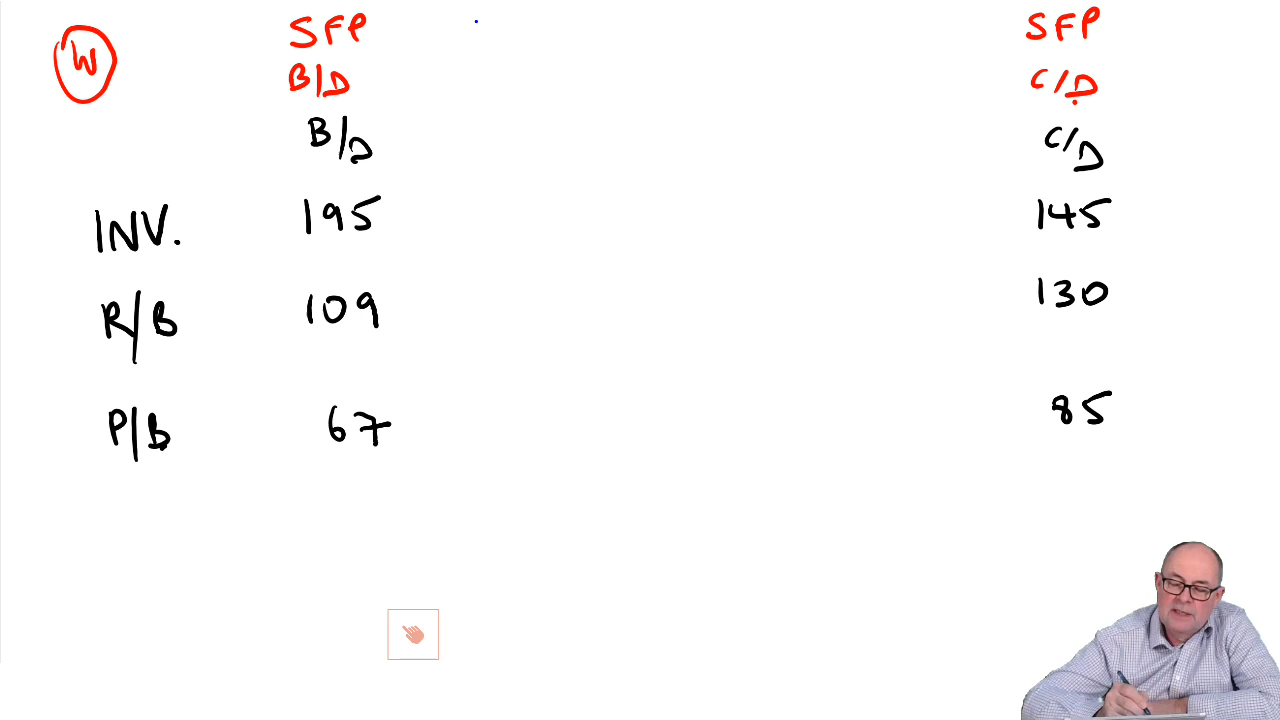 W SFP SFP
B/D C/D
B/D C/D
INV. 195 145
R/B 109 130
P/B 67 85